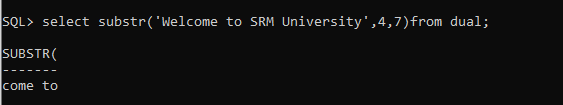 SQL> select substr('Welcome to SRM University',4,7)from dual;
SUBSTR(
-------
come to